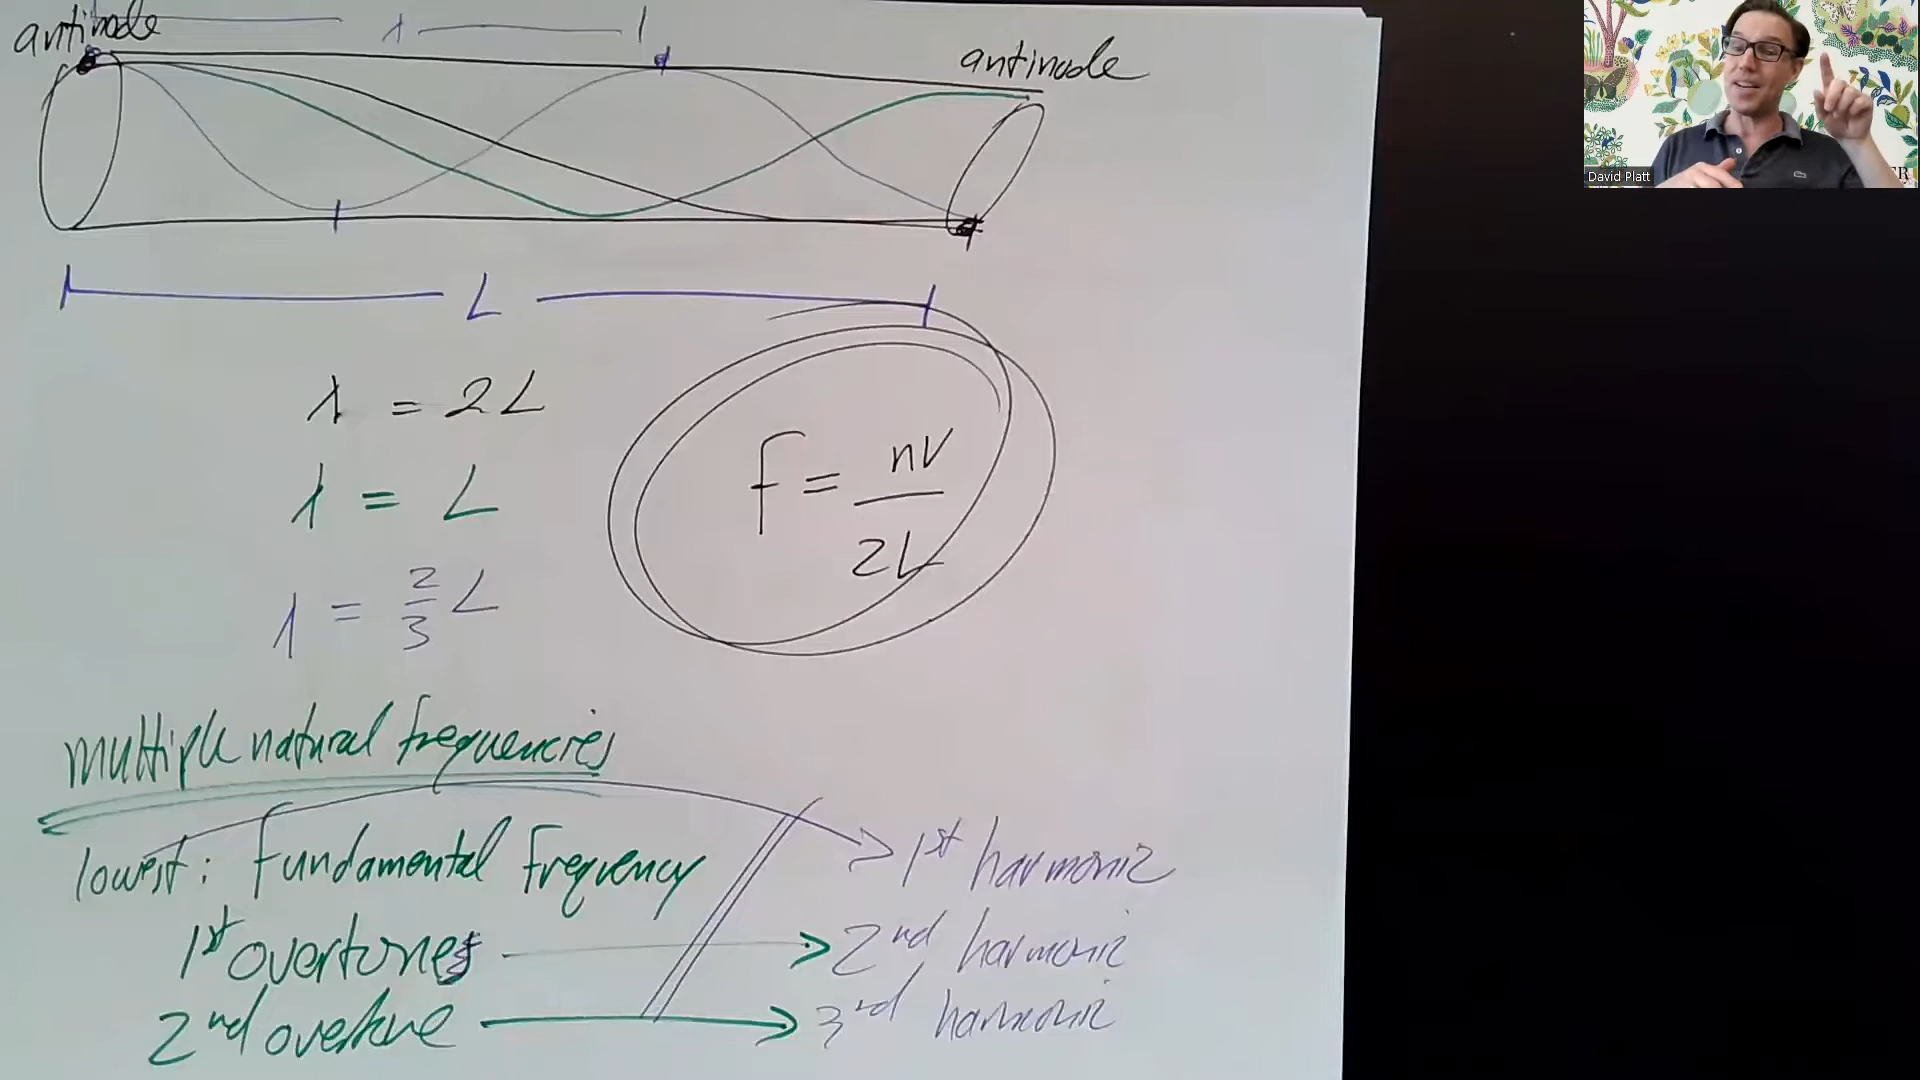 antinode
λ
antinode
David Platt
L
λ = 2L
λ = L
λ = 2/3 L
f = nv/2L
multiple natural frequencies
lowest: Fundamental Frequency
1st harmonic
1st overtones
2nd harmonic
2nd overtone
3rd harmonic